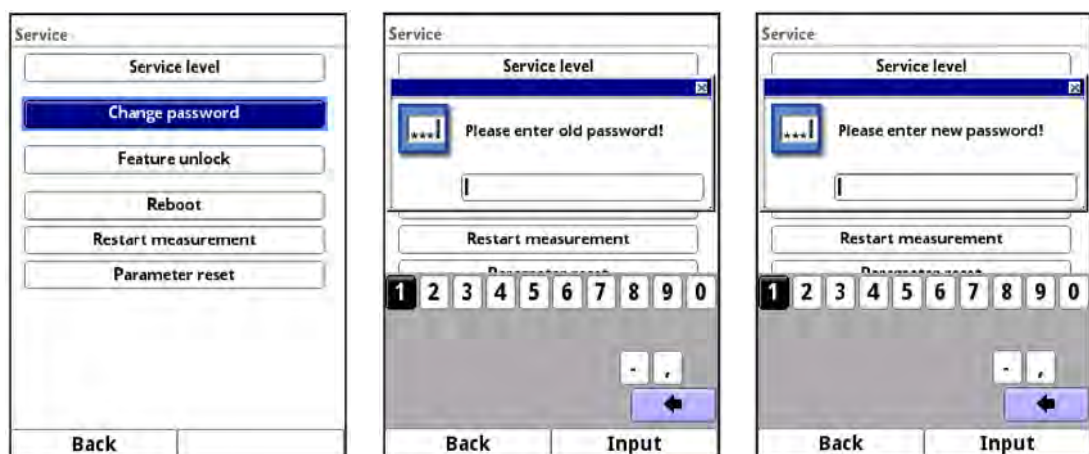 Service
Service level
Change password
Feature unlock
Reboot
Restart measurement
Parameter reset
Back
Service
Service level
***
Please enter old password!
Restart measurement
1 2 3 4 5 6 7 8 9 0
- ,
Back Input
Service
Service level
***
Please enter new password!
Restart measurement
1 2 3 4 5 6 7 8 9 0
- ,
Back Input